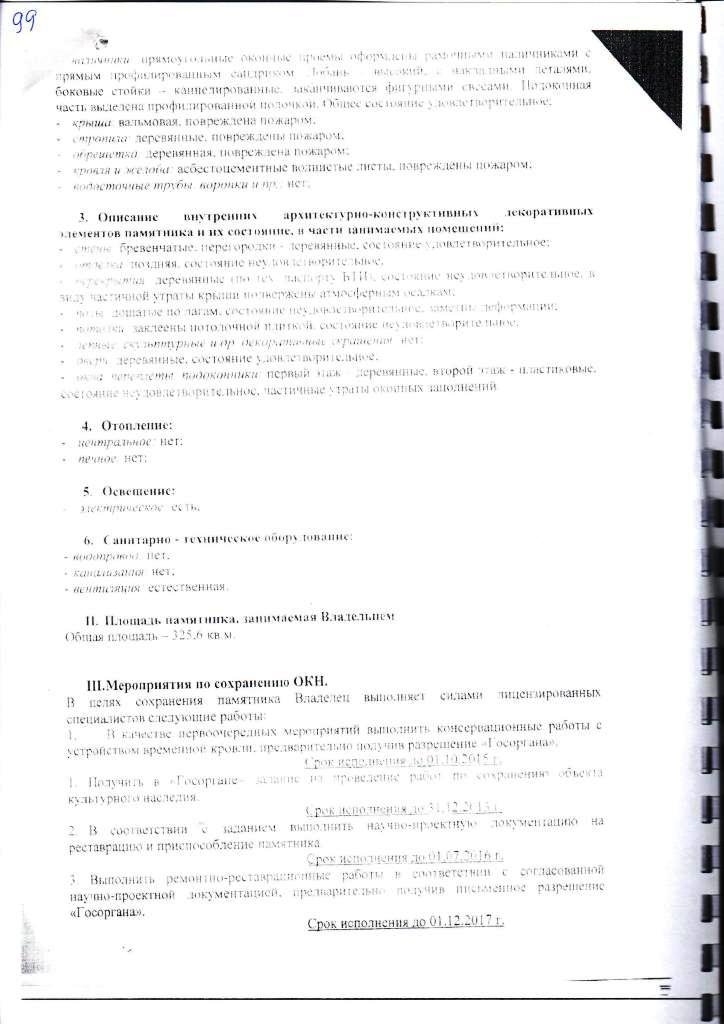 99
наличники: прямоугольные оконные проемы оформлены рамочными наличниками с
прямым профилированным сандриком. Лобань - высокий, с накладными деталями,
боковые стойки – каннелированные, заканчиваются фигурными свесами. Подоконная
часть выделена профилированной полочкой. Общее состояние удовлетворительное;
- крыша: вальмовая, повреждена пожаром;
- стропила: деревянные, повреждены пожаром;
- обрешетка: деревянная, повреждена пожаром;
- кровля и желоба: асбестоцементные волнистые листы, повреждены пожаром;
- водосточные трубы, воронки и пр.: нет;
3. Описание внутренних архитектурно-конструктивных декоративных
элементов памятника и их состояние, в части занимаемых помещений:
- стены: бревенчатые, перегородки - деревянные, состояние удовлетворительное;
- отделка: поздняя, состояние неудовлетворительное,
- перекрытия: деревянные (по тех. паспорту БТИ), состояние неудовлетворительное, в
виду частичной утраты крыши подвержены атмосферным осадкам;
- полы: дощатые по лагам, состояние неудовлетворительное, заметны деформации;
- потолки: заклеены потолочной плиткой, состояние неудовлетворительное;
- лепные, скульптурные и др. декоративные украшения: нет;
- двери: деревянные, состояние удовлетворительное,
- окна, переплеты, подоконники: первый этаж - деревянные, второй этаж - пластиковые,
состояние неудовлетворительное, частичные утраты оконных заполнений.
4. Отопление:
- центральное: нет;
- печное: нет;
5. Освещение:
- электрическое: есть;
6. Санитарно - техническое оборудование:
- водопровод: нет;
- канализация: нет;
- вентиляция: естественная.
II. Площадь памятника, занимаемая Владельцем
Общая площадь – 325,6 кв.м.
III.Мероприятия по сохранению ОКН.
В целях сохранения памятника Владелец выполняет силами лицензированных
специалистов следующие работы:
1. В качестве первоочередных мероприятий выполнить консервационные работы с
устройством временной кровли, предварительно получив разрешение «Госоргана».
Срок исполнения до 01.10.2015 г.
1. Получить в «Госоргане» задание на проведение работ по сохранению объекта
культурного наследия.
Срок исполнения до г.
2. В соответствии с заданием выполнить научно-проектную документацию на
реставрацию и приспособление памятника.
Срок исполнения до 01.07.2016 г.
3. Выполнить ремонтно-реставрационные работы в соответствии с согласованной
научно-проектной документацией, предварительно получив письменное разрешение
«Госоргана».
Срок исполнения до 01.12.2017 г.